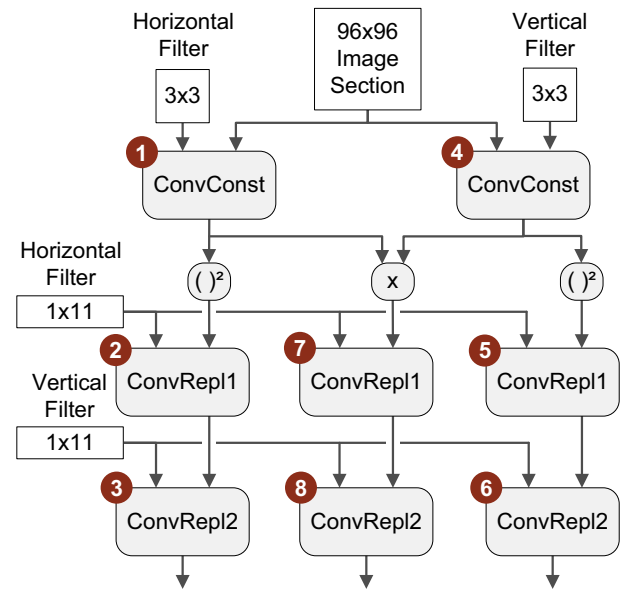 Horizontal
Filter
3x3
96x96
Image
Section
Vertical
Filter
3x3
1
ConvConst
4
ConvConst
( )²
x
( )²
Horizontal
Filter
1x11
2
ConvRepl1
7
ConvRepl1
5
ConvRepl1
Vertical
Filter
1x11
3
ConvRepl2
8
ConvRepl2
6
ConvRepl2